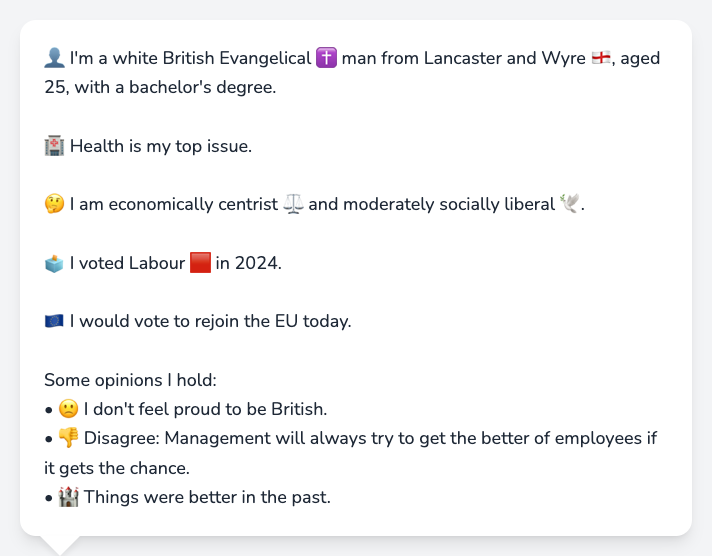 👤 I'm a white British Evangelical ✝️ man from Lancaster and Wyre 🏴󠁧󠁢󠁥󠁮󠁧󠁿, aged
25, with a bachelor's degree.
🏥 Health is my top issue.
🤔 I am economically centrist ⚖️ and moderately socially liberal 🕊️.
🗳️ I voted Labour 🟥 in 2024.
🇪🇺 I would vote to rejoin the EU today.
Some opinions I hold:
• 🙁 I don't feel proud to be British.
• 👎 Disagree: Management will always try to get the better of employees if
it gets the chance.
• 🏰 Things were better in the past.